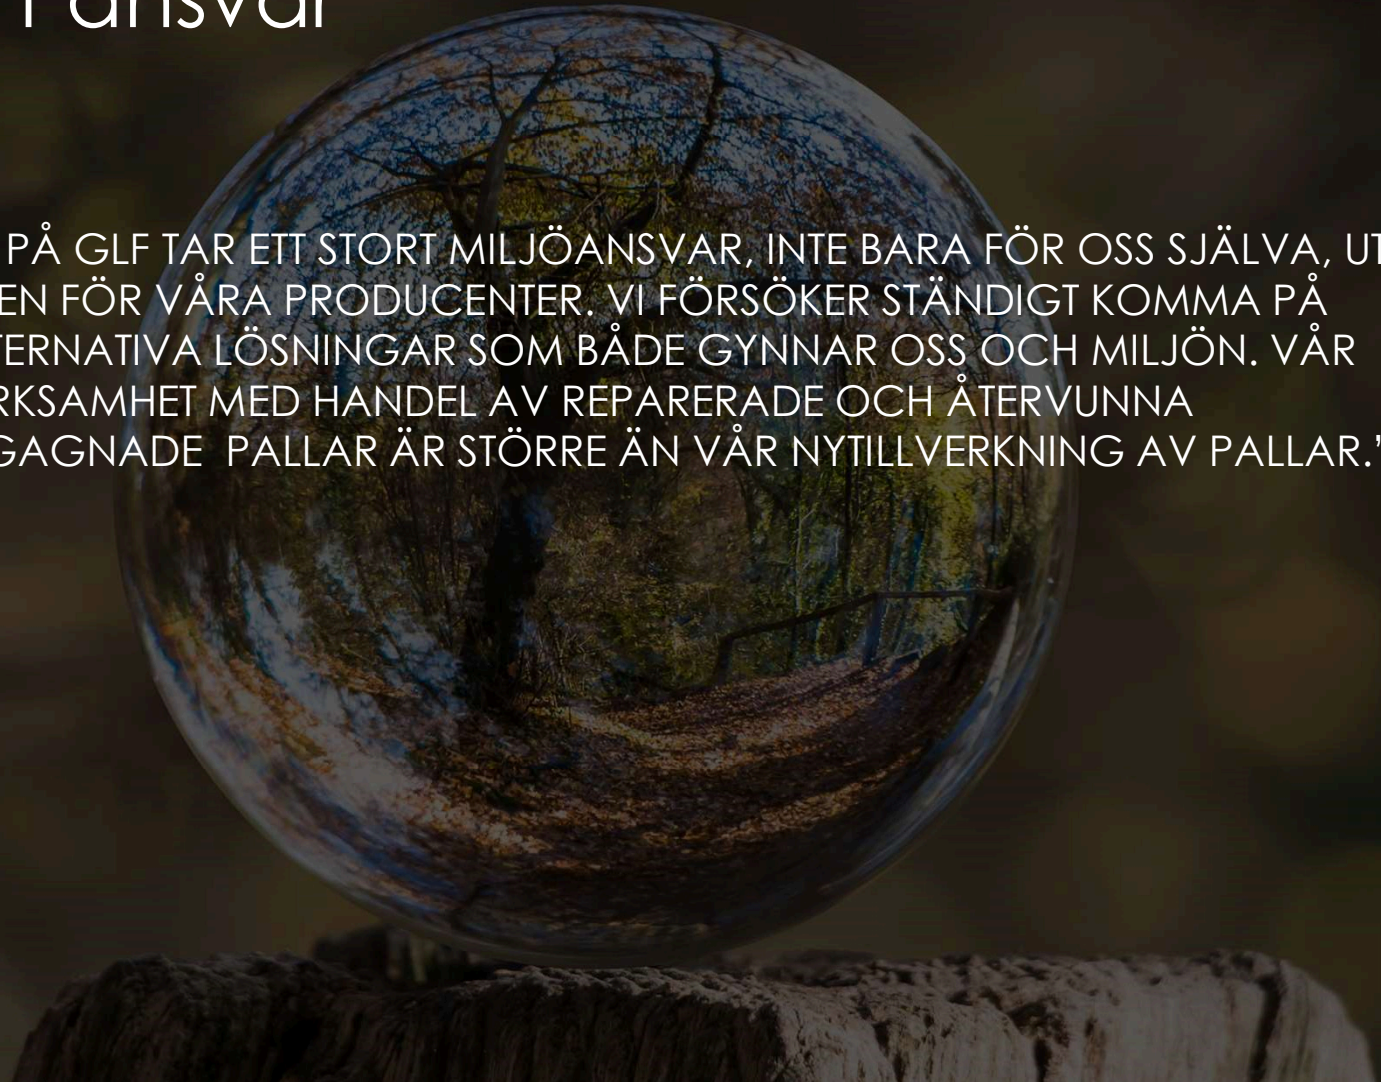 ansvar
PÅ GLF TAR ETT STORT MILJÖANSVAR, INTE BARA FÖR OSS SJÄLVA, UT
EN FÖR VÅRA PRODUCENTER. VI FÖRSÖKER STÄNDIGT KOMMA PÅ
TERNATIVA LÖSNINGAR SOM BÅDE GYNNAR OSS OCH MILJÖN. VÅR
RKSAMHET MED HANDEL AV REPARERADE OCH ÅTERVUNNA
GAGNADE PALLAR ÄR STÖRRE ÄN VÅR NYTILLVERKNING AV PALLAR.”